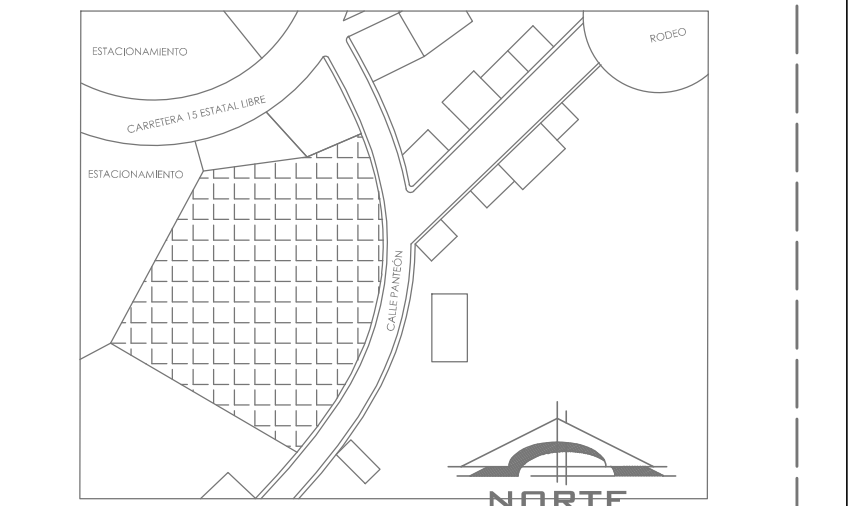 ESTACIONAMIENTO
RODEO
CARRETERA 15 ESTATAL LIBRE
ESTACIONAMIENTO
CALLE PANTEÓN
NORTE